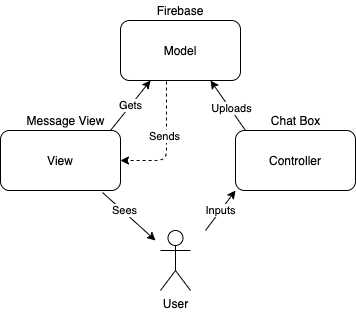 Firebase
Model
Gets
Uploads
Sends
Message View
Chat Box
View
Controller
Sees
Inputs
User